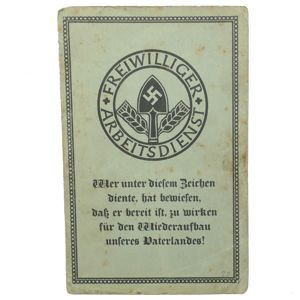 FREIWILLIGER
ARBEITSDIENST
Wer unter diesem Zeichen
diente, hat bewiesen,
daß er bereit ist, zu wirken
für den Wiederaufbau
unseres Vaterlandes!